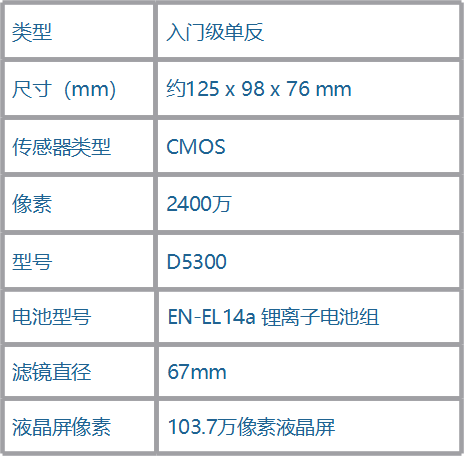 类型 入门级单反
尺寸（mm） 约125 x 98 x 76 mm
传感器类型 CMOS
像素 2400万
型号 D5300
电池型号 EN-EL14a 锂离子电池组
滤镜直径 67mm
液晶屏像素 103.7万像素液晶屏